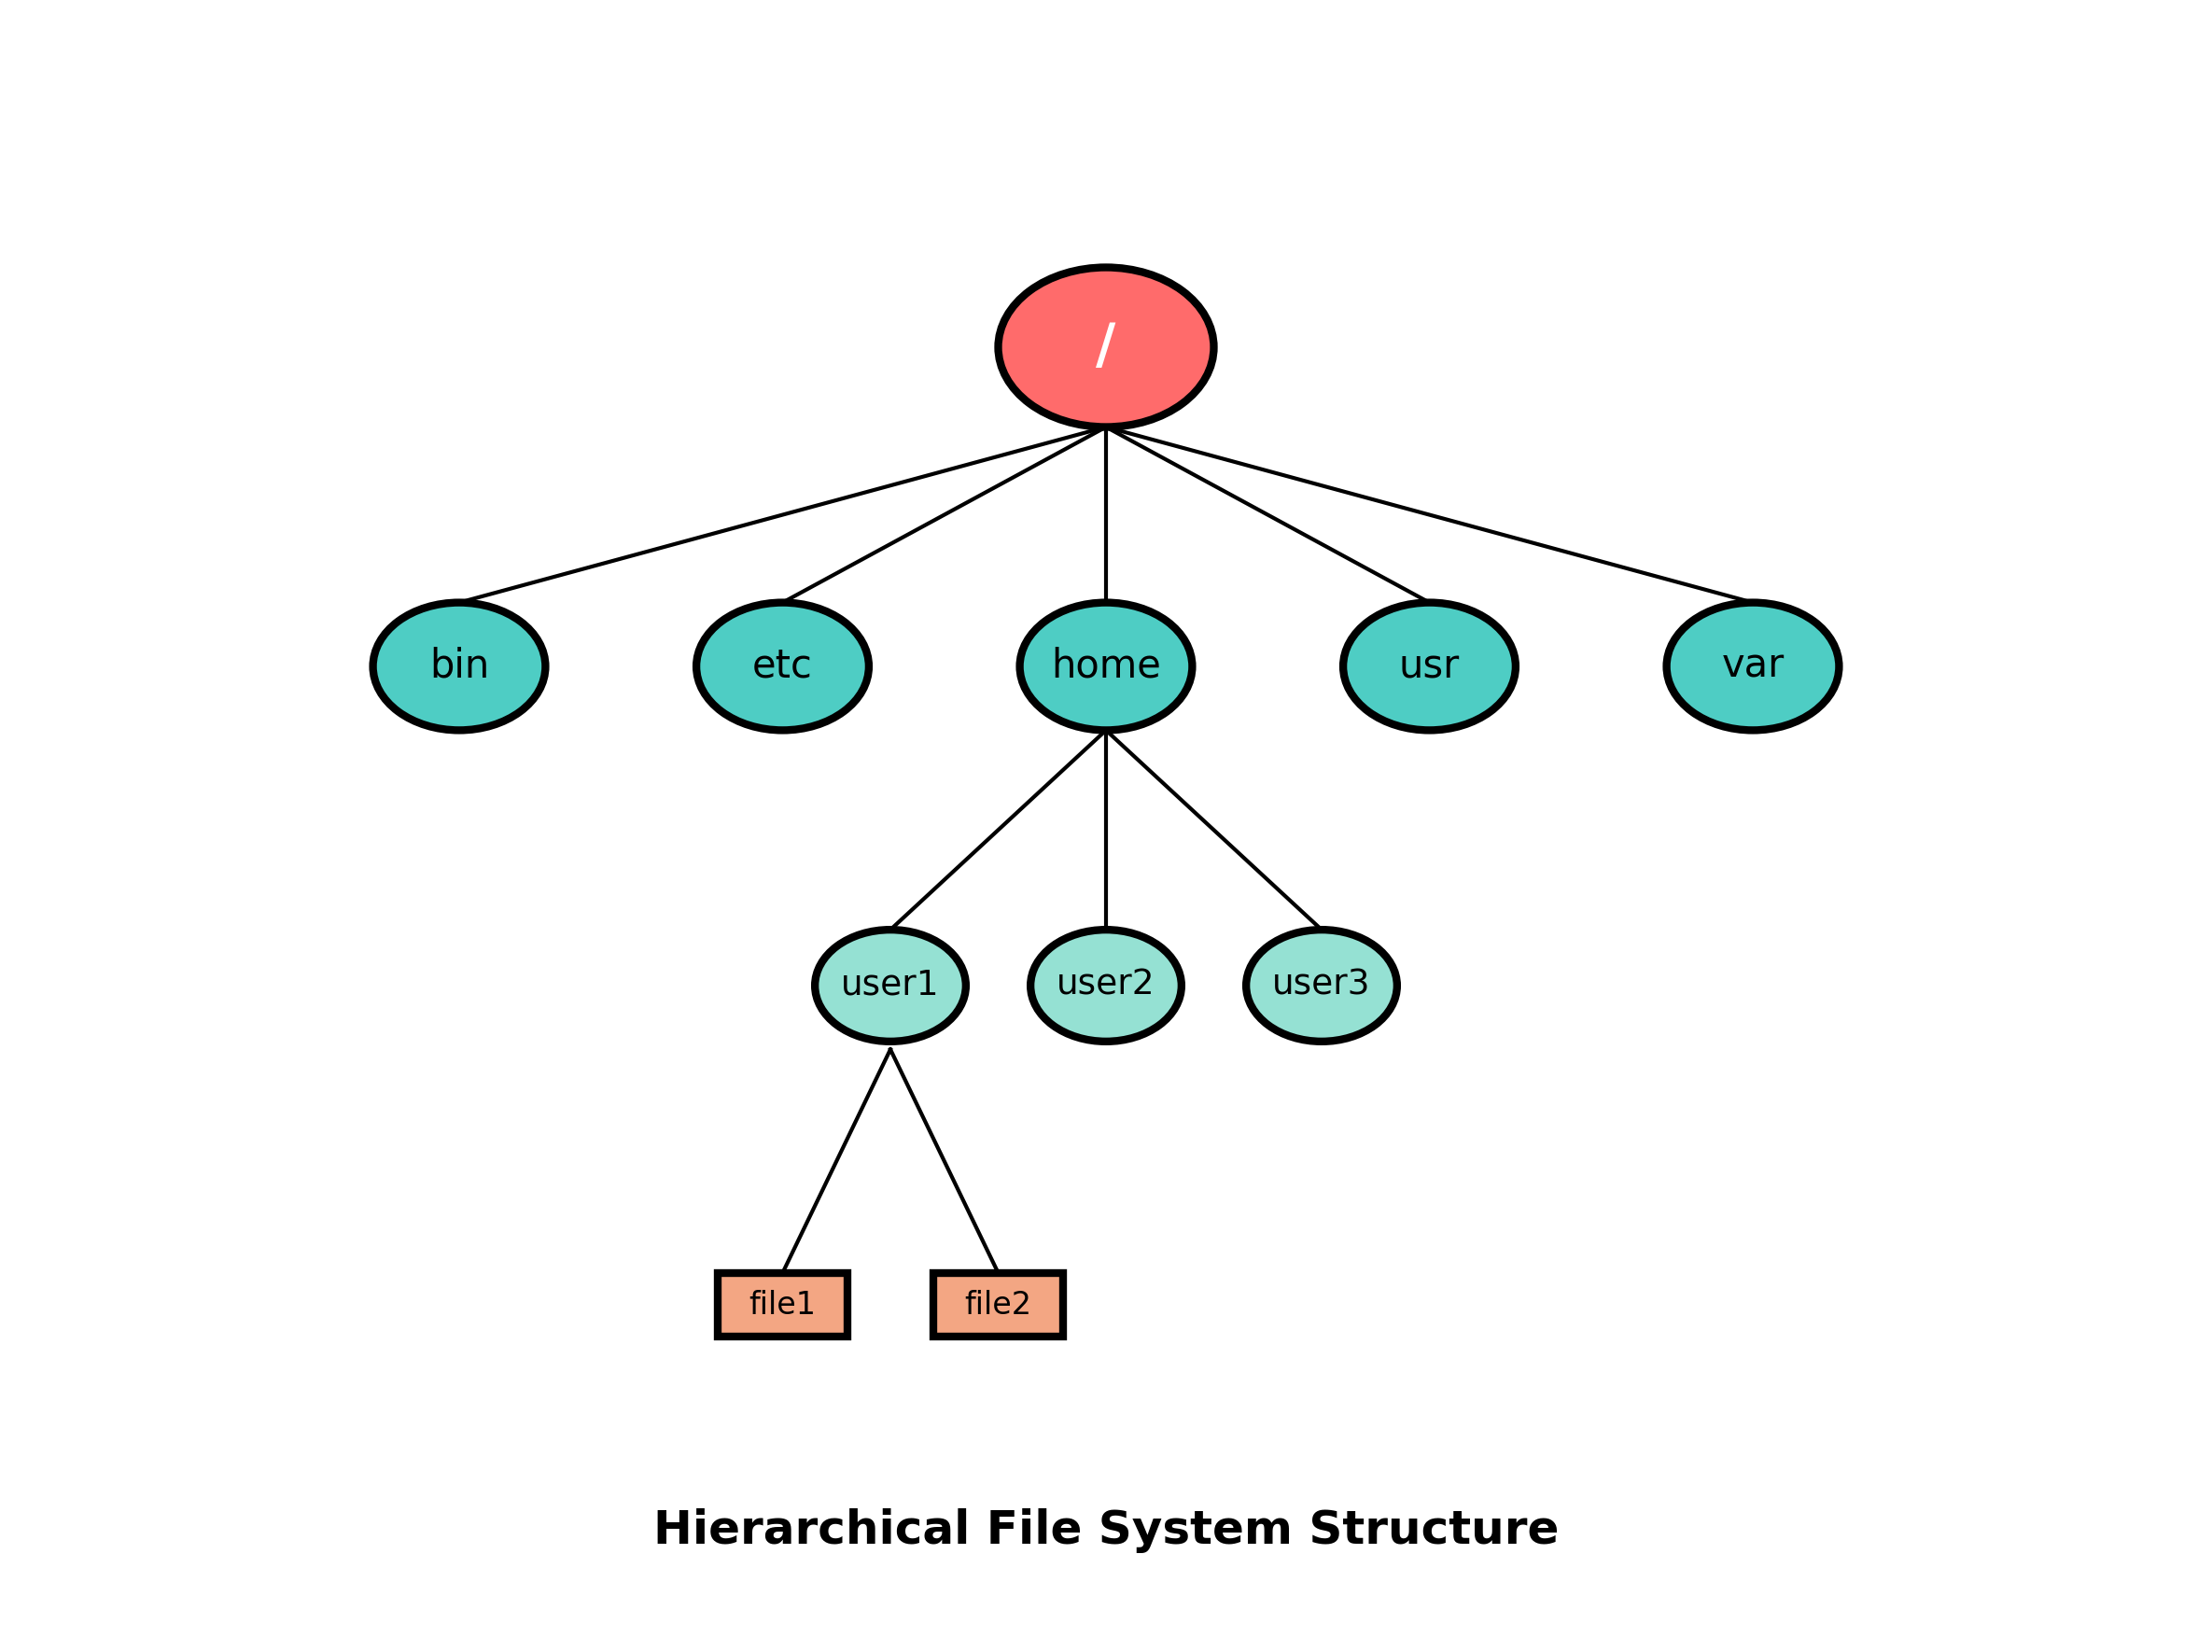 /
bin etc home usr var
user1 user2 user3
file1 file2
Hierarchical File System Structure